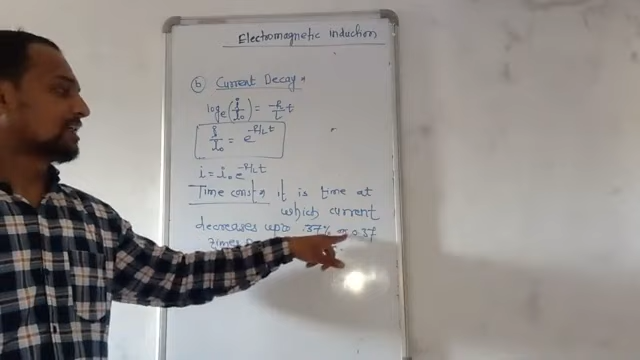 Electromagnetic Induction
(b) Current Decay:
logₑ(i/I₀) = -R/L t
i/I₀ = e^-R/L t
i = i₀ e^-R/L t
Time const, it is time at
which current
decreases upto 37% or 0.37
times